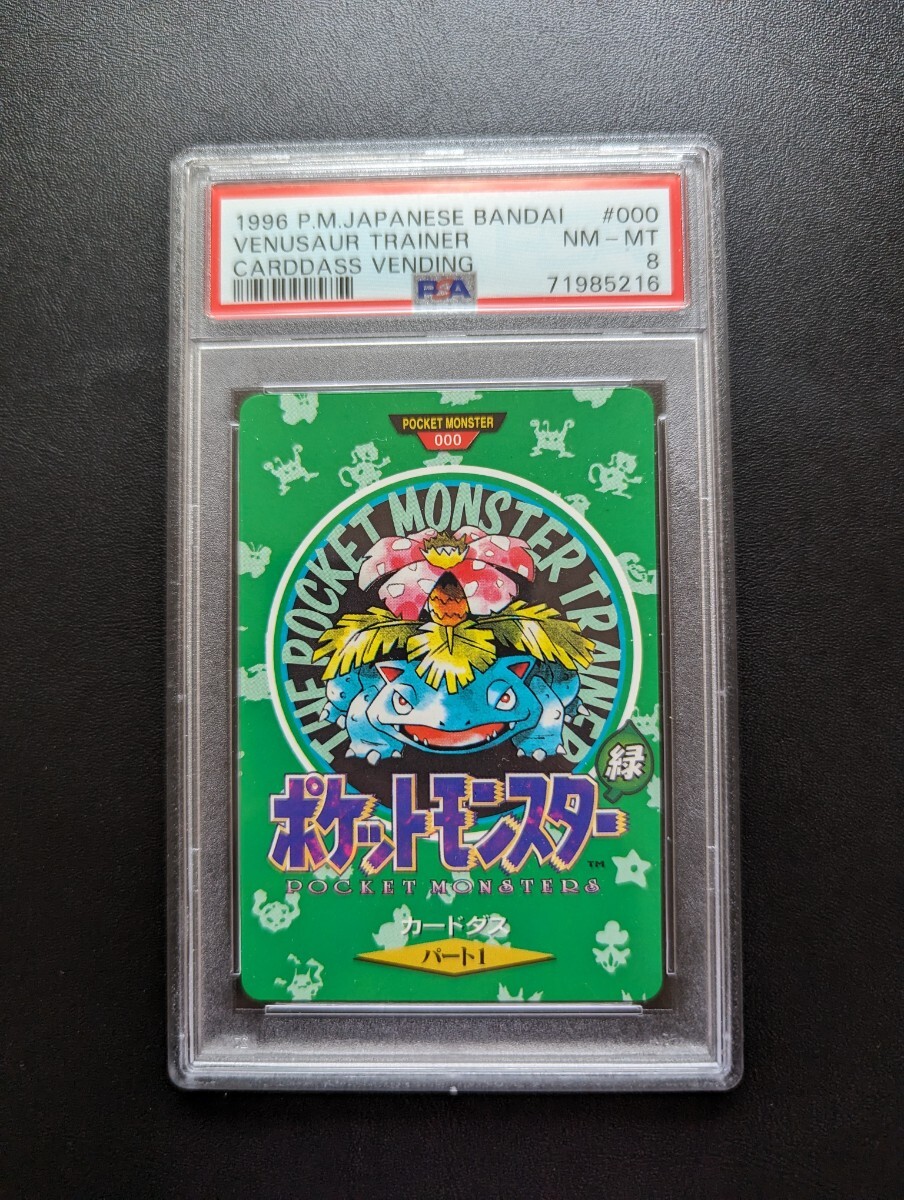 1996 P.M.JAPANESE BANDAI #000
VENUSAUR TRAINER NM - MT
CARDDASS VENDING 8
PSA 71985216
POCKET MONSTER
000
THE POCKET MONSTER TRAINER
緑
ポケットモンスター
TM
POCKET MONSTERS
カードダス
パート1